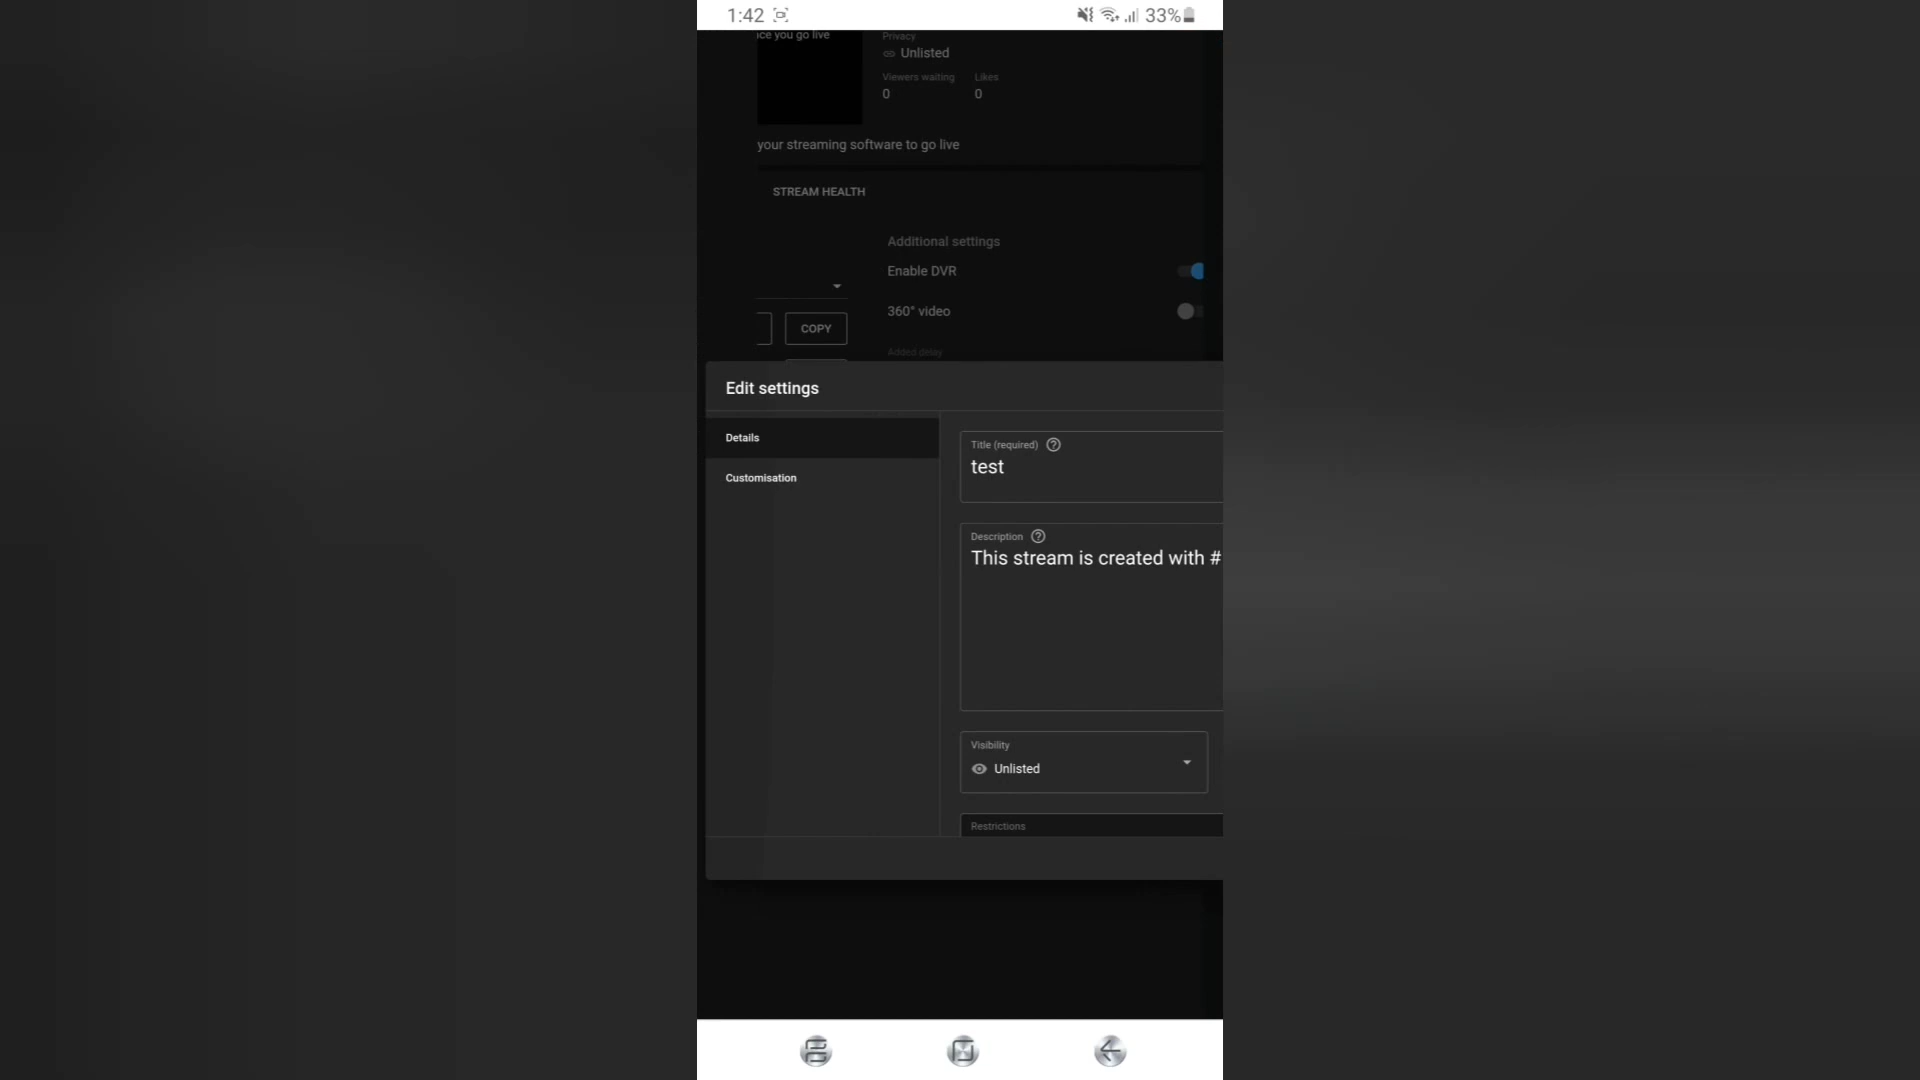 1:42
33%
ice you go live
Privacy
Unlisted
Viewers waiting
Likes
0
0
your streaming software to go live
STREAM HEALTH
Additional settings
Enable DVR
360° video
COPY
Added delay
Edit settings
Details
Customisation
Title (required)
test
Description
This stream is created with #
Visibility
Unlisted
Restrictions